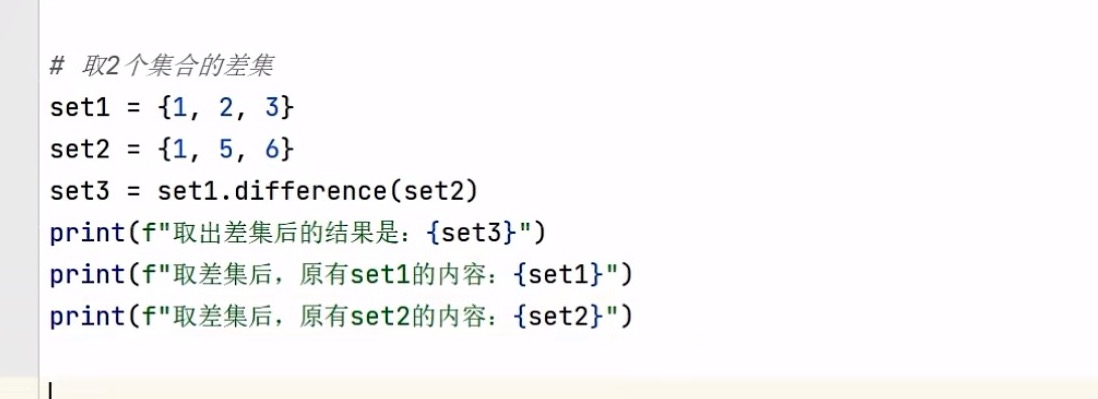 # 取2个集合的差集
set1 = {1, 2, 3}
set2 = {1, 5, 6}
set3 = set1.difference(set2)
print(f"取出差集后的结果是：{set3}")
print(f"取差集后，原有set1的内容：{set1}")
print(f"取差集后，原有set2的内容：{set2}")